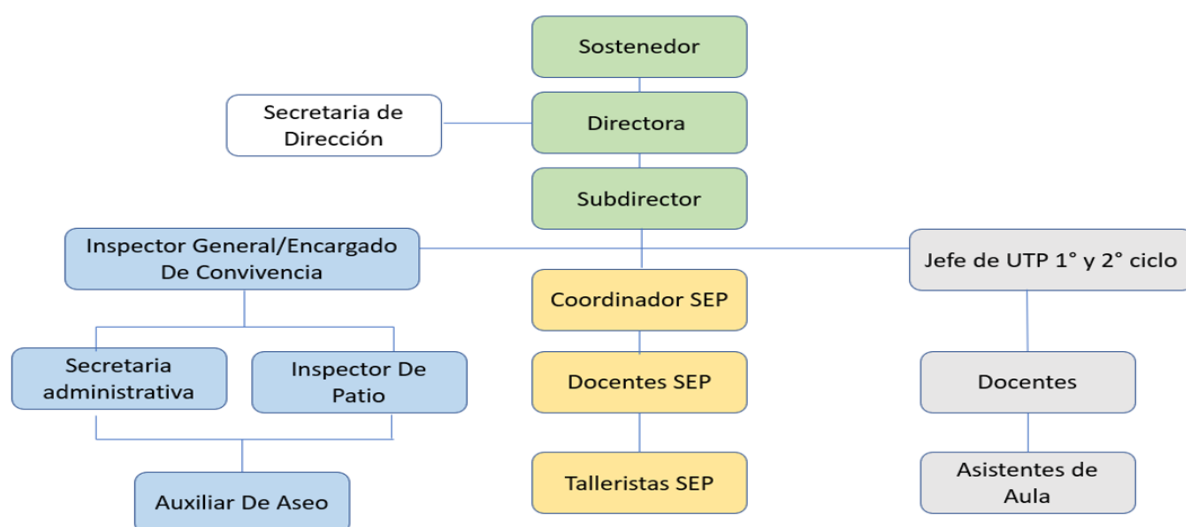 Sostenedor
Secretaria de
Dirección
Directora
Subdirector
Inspector General/Encargado
De Convivencia
Jefe de UTP 1° y 2° ciclo
Coordinador SEP
Secretaria
administrativa
Inspector De
Patio
Docentes SEP
Docentes
Auxiliar De Aseo
Talleristas SEP
Asistentes de
Aula